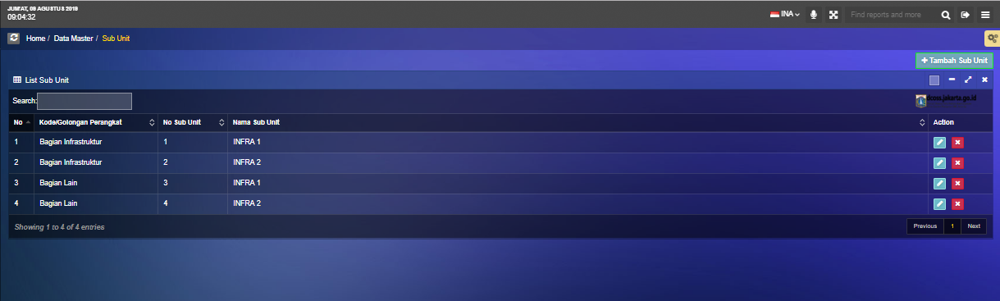 JUM'AT, 09 AGUSTUS 2019
09:04:32
INA
Find reports and more
Home / Data Master / Sub Unit
+ Tambah Sub Unit
List Sub Unit
Search:
.jakarta.go.id
No Kode/Golongan Perangkat No Sub Unit Nama Sub Unit Action
1 Bagian Infrastruktur 1 INFRA 1
2 Bagian Infrastruktur 2 INFRA 2
3 Bagian Lain 3 INFRA 1
4 Bagian Lain 4 INFRA 2
Showing 1 to 4 of 4 entries
Previous 1 Next